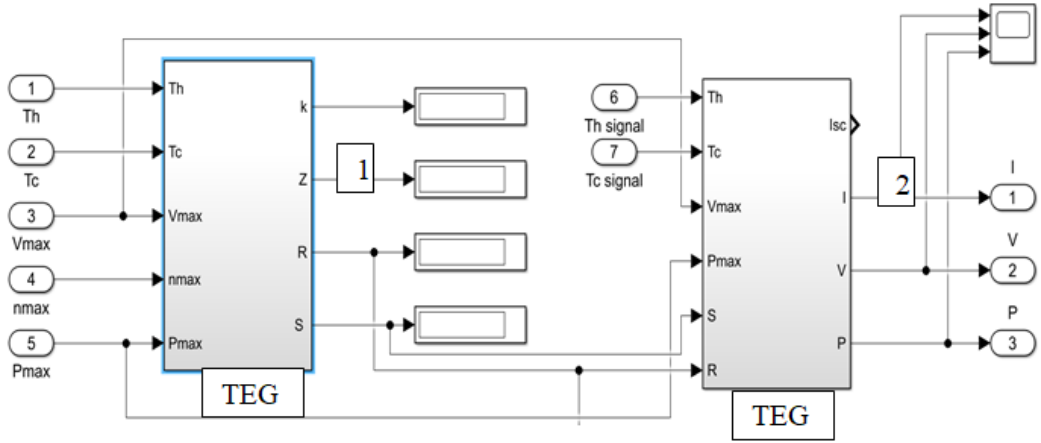 1
Th
2
Tc
3
Vmax
4
nmax
5
Pmax
Th
Tc
Vmax
nmax
Pmax
k
Z
R
S
TEG
1
6
Th signal
7
Tc signal
Th
Tc
Vmax
Pmax
S
R
Isc
I
V
P
TEG
2
I
1
V
2
P
3